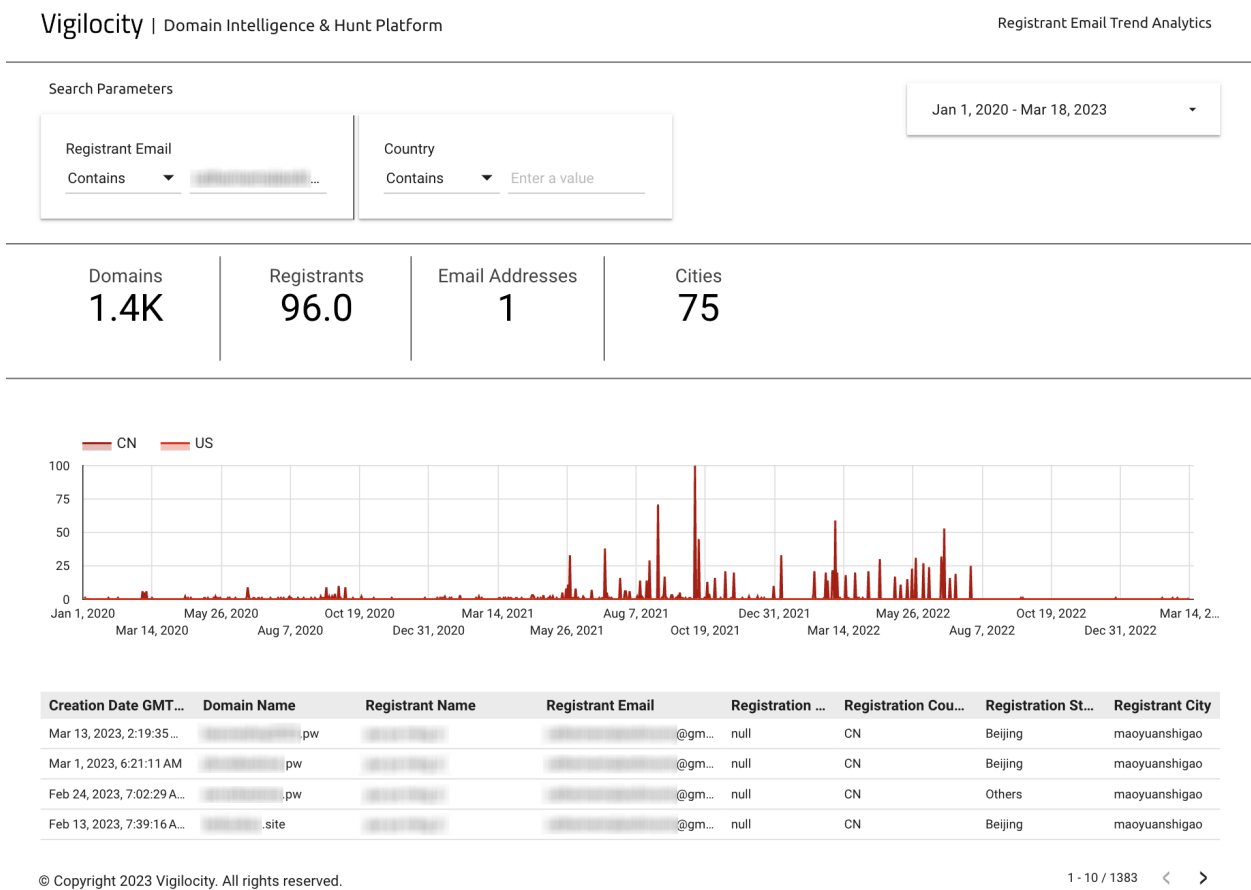 Vigilocity | Domain Intelligence & Hunt Platform
Registrant Email Trend Analytics
Search Parameters
Jan 1, 2020 - Mar 18, 2023
Registrant Email
Contains
...
Country
Contains
Enter a value
Domains
1.4K
Registrants
96.0
Email Addresses
1
Cities
75
CN US
100
75
50
25
0
Jan 1, 2020 May 26, 2020 Oct 19, 2020 Mar 14, 2021 Aug 7, 2021 Dec 31, 2021 May 26, 2022 Oct 19, 2022 Mar 14, 2...
Mar 14, 2020 Aug 7, 2020 Dec 31, 2020 May 26, 2021 Oct 19, 2021 Mar 14, 2022 Aug 7, 2022 Dec 31, 2022
Creation Date GMT... Domain Name Registrant Name Registrant Email Registration ... Registration Cou... Registration St... Registrant City
Mar 13, 2023, 2:19:35... .pw @gm... null CN Beijing maoyuanshigao
Mar 1, 2023, 6:21:11 AM .pw @gm... null CN Beijing maoyuanshigao
Feb 24, 2023, 7:02:29 A... .pw @gm... null CN Others maoyuanshigao
Feb 13, 2023, 7:39:16 A... .site @gm... null CN Beijing maoyuanshigao
© Copyright 2023 Vigilocity. All rights reserved.
1 - 10 / 1383